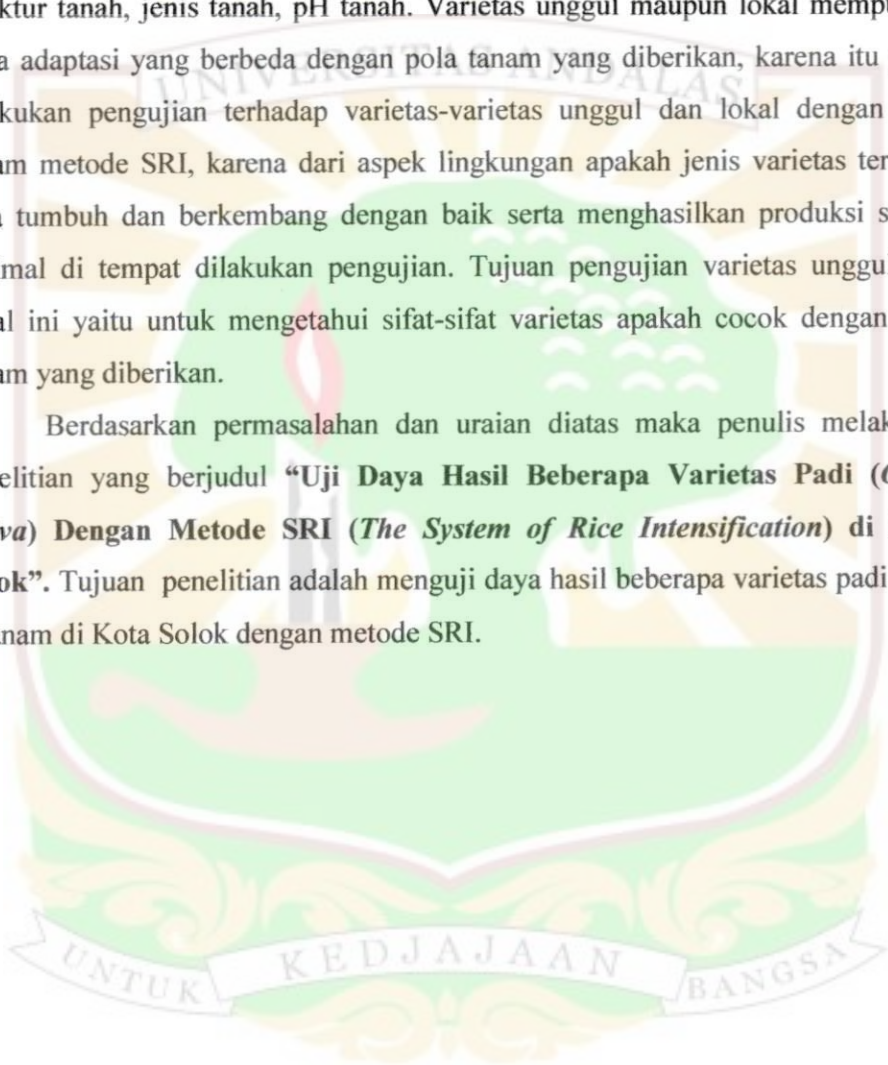 ktur tanah, jenis tanah, pH tanah. Varietas unggul maupun lokal memp
a adaptasi yang berbeda dengan pola tanam yang diberikan, karena itu
UNIVERSITAS ANDALAS
kukan pengujian terhadap varietas-varietas unggul dan lokal dengan
am metode SRI, karena dari aspek lingkungan apakah jenis varietas ter
tumbuh dan berkembang dengan baik serta menghasilkan produksi s
mal di tempat dilakukan pengujian. Tujuan pengujian varietas unggu
al ini yaitu untuk mengetahui sifat-sifat varietas apakah cocok dengan
am yang diberikan.
Berdasarkan permasalahan dan uraian diatas maka penulis melak
elitian yang berjudul “Uji Daya Hasil Beberapa Varietas Padi (
va) Dengan Metode SRI (The System of Rice Intensification) di
ok”. Tujuan penelitian adalah menguji daya hasil beberapa varietas padi
nam di Kota Solok dengan metode SRI.
UNTUK KEDJAJAAN BANGSA